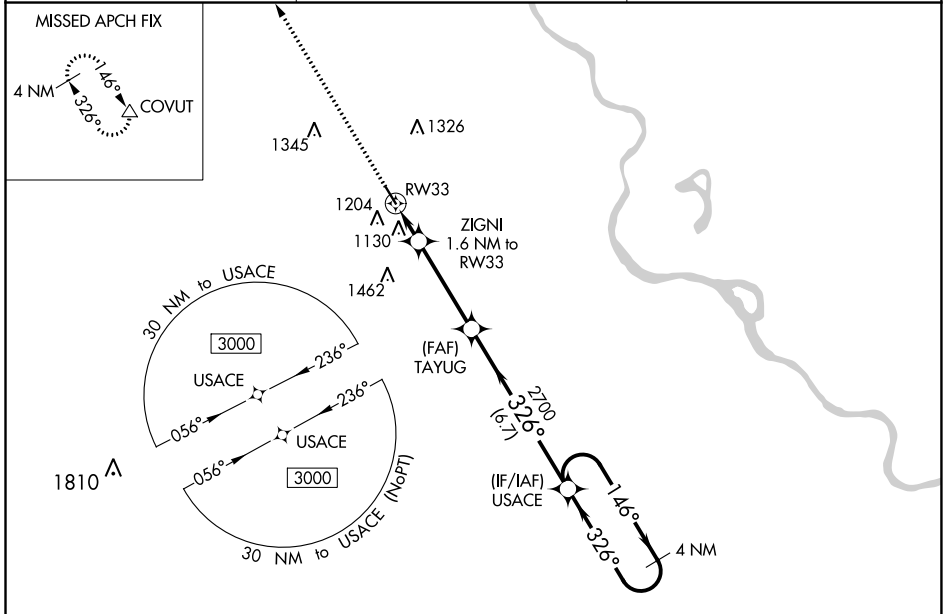 MISSED APCH FIX
4 NM
146°
326°
COVUT
1345
1326
RW33
1204
1130
ZIGNI
1.6 NM to
RW33
1462
30 NM to USACE
3000
236°
USACE
056°
(FAF)
TAYUG
236°
USACE
056°
3000
30 NM to USACE (NoPT)
1810
2700
326°
(6.7)
(IF/IAF)
USACE
146°
326°
4 NM